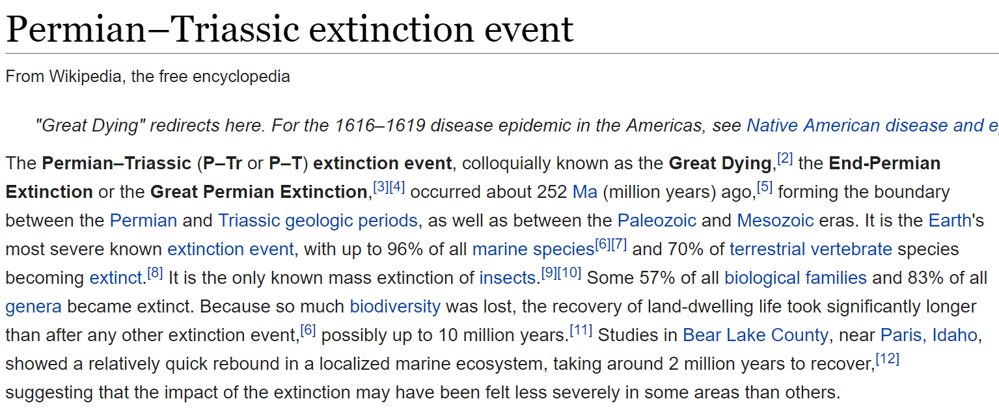 Permian–Triassic extinction event
From Wikipedia, the free encyclopedia
"Great Dying" redirects here. For the 1616–1619 disease epidemic in the Americas, see Native American disease and
The Permian–Triassic (P–Tr or P–T) extinction event, colloquially known as the Great Dying,[2] the End-Permian
Extinction or the Great Permian Extinction,[3][4] occurred about 252 Ma (million years) ago,[5] forming the boundary
between the Permian and Triassic geologic periods, as well as between the Paleozoic and Mesozoic eras. It is the Earth's
most severe known extinction event, with up to 96% of all marine species[6][7] and 70% of terrestrial vertebrate species
becoming extinct.[8] It is the only known mass extinction of insects.[9][10] Some 57% of all biological families and 83% of all
genera became extinct. Because so much biodiversity was lost, the recovery of land-dwelling life took significantly longer
than after any other extinction event,[6] possibly up to 10 million years.[11] Studies in Bear Lake County, near Paris, Idaho,
showed a relatively quick rebound in a localized marine ecosystem, taking around 2 million years to recover,[12]
suggesting that the impact of the extinction may have been felt less severely in some areas than others.